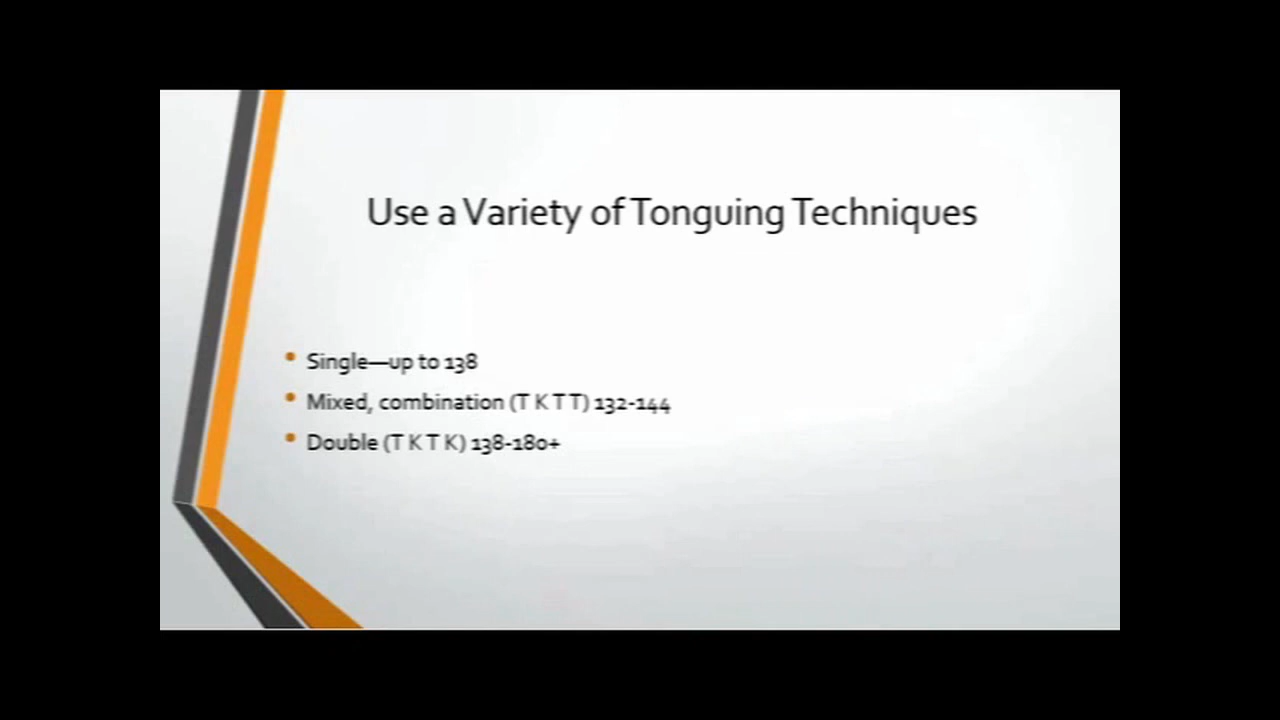 Use a Variety of Tonguing Techniques
• Single—up to 138
• Mixed, combination (T K T T) 132-144
• Double (T K T K) 138-180+